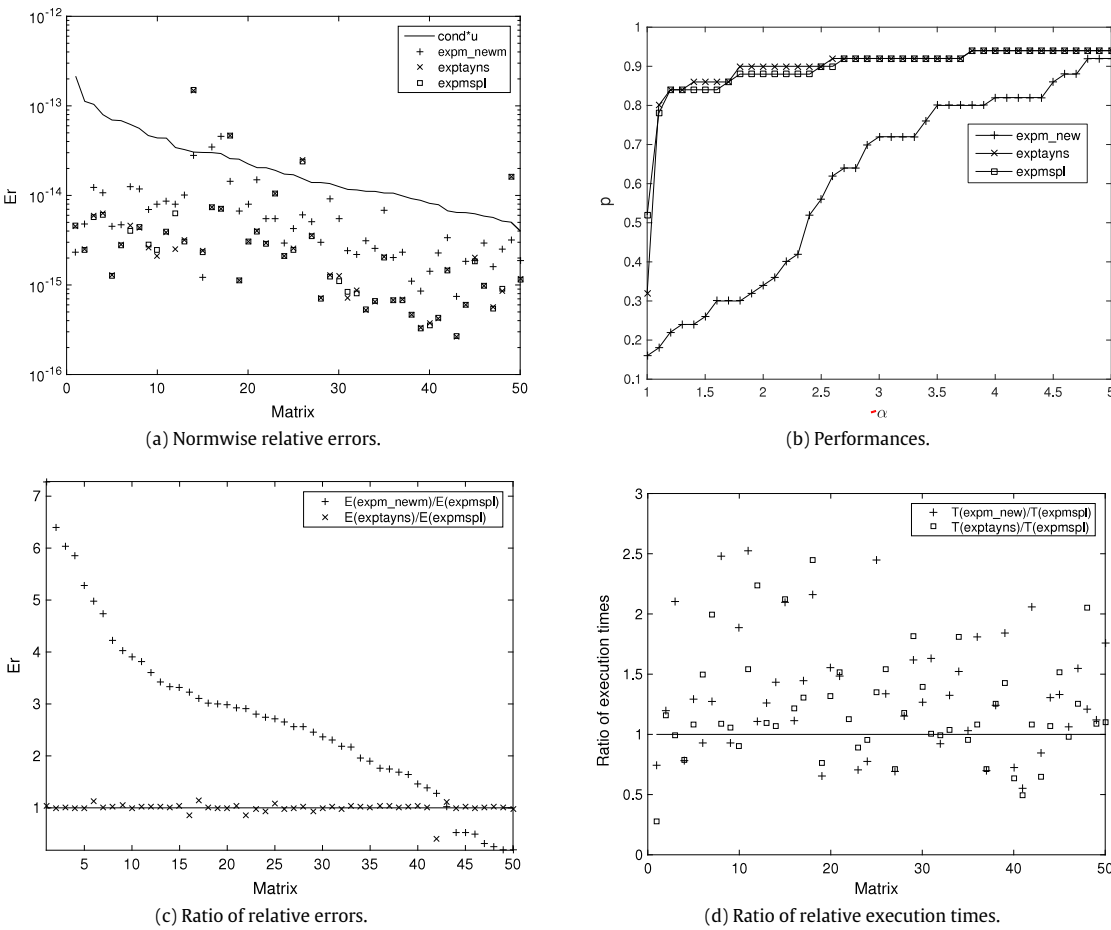 10^-12
10^-13
10^-14
10^-15
10^-16
Er
0 10 20 30 40 50
Matrix
cond*u
expm_newm
exptayns
expmspl
(a) Normwise relative errors.
1
0.9
0.8
0.7
0.6
0.5
0.4
0.3
0.2
0.1
p
1 1.5 2 2.5 3 3.5 4 4.5 5
α
expm_new
exptayns
expmspl
(b) Performances.
7
6
5
4
3
2
1
Er
5 10 15 20 25 30 35 40 45 50
Matrix
E(expm_newm)/E(expmspl)
E(exptayns)/E(expmspl)
(c) Ratio of relative errors.
3
2.5
2
1.5
1
0.5
0
Ratio of execution times
0 10 20 30 40 50
Matrix
T(expm_new)/T(expmspl)
T(exptayns)/T(expmspl)
(d) Ratio of relative execution times.